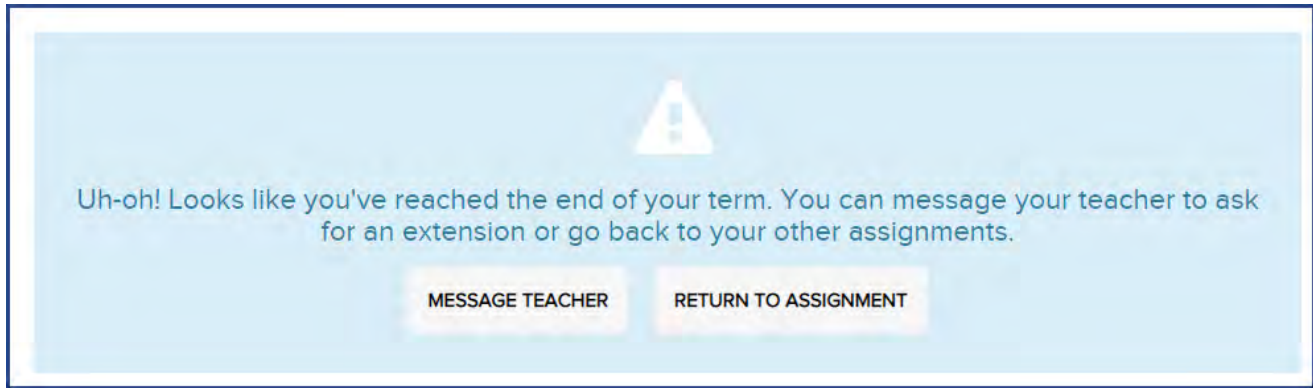 Uh-oh! Looks like you've reached the end of your term. You can message your teacher to ask
for an extension or go back to your other assignments.
MESSAGE TEACHER
RETURN TO ASSIGNMENT